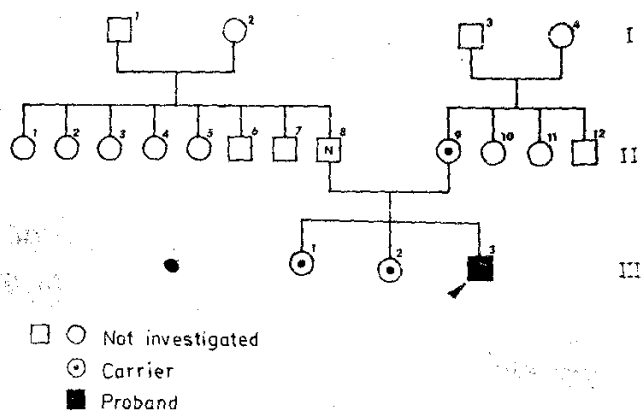 1 2 3 4 I
1 2 3 4 5 6 7 8 9 10 11 12 II
N
1 2 3 III
Not investigated
Carrier
Proband